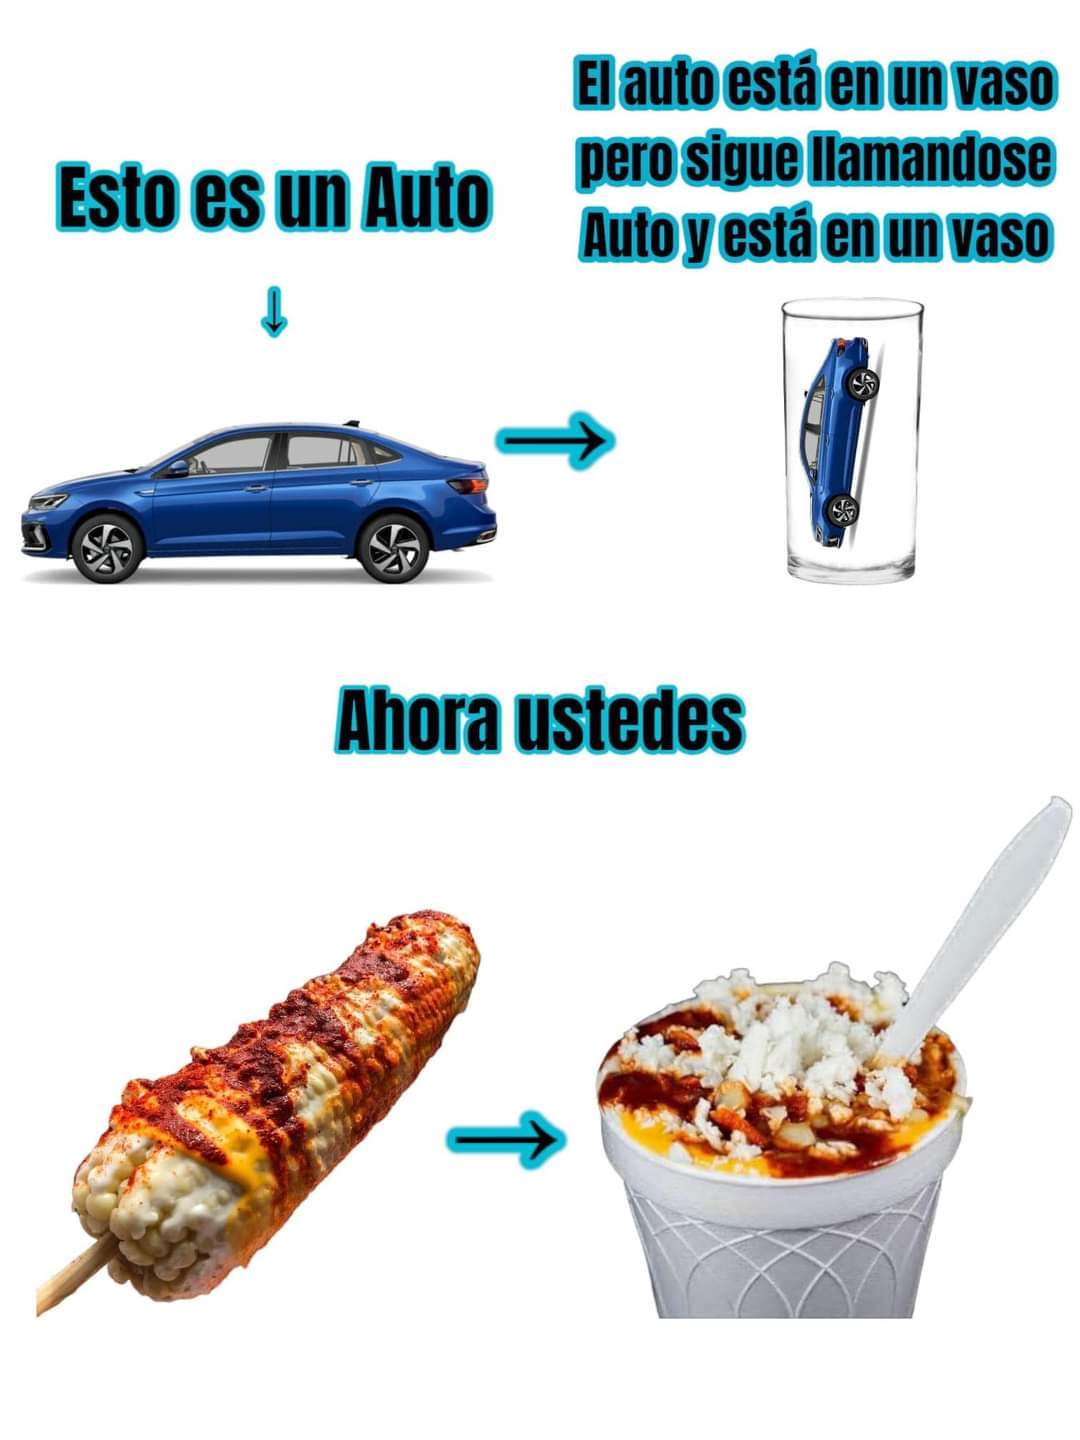 Esto es un Auto
El auto está en un vaso
pero sigue llamandose
Auto y está en un vaso
Ahora ustedes